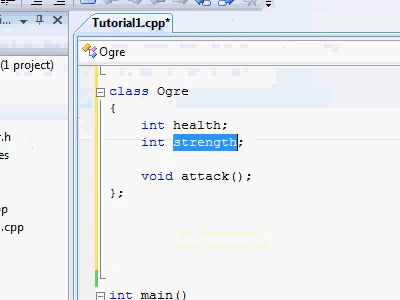 Tutorial1.cpp*
Ogre
(1 project)
class Ogre
{
int health;
r.h
int strength;
es
void attack();
};
p
.cpp
int main()